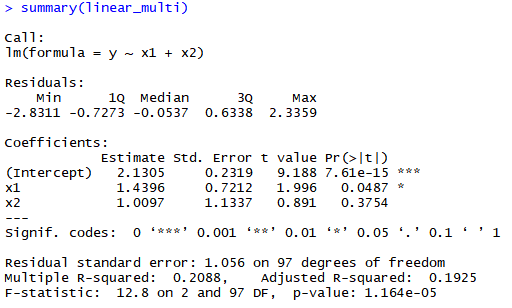 > summary(linear_multi)
Call:
lm(formula = y ~ x1 + x2)
Residuals:
    Min      1Q  Median      3Q     Max
-2.8311 -0.7273 -0.0537  0.6338  2.3359
Coefficients:
            Estimate Std. Error t value Pr(>|t|)
(Intercept)   2.1305     0.2319   9.188 7.61e-15 ***
x1            1.4396     0.7212   1.996   0.0487 *
x2            1.0097     1.1337   0.891   0.3754
---
Signif. codes:  0 ‘***’ 0.001 ‘**’ 0.01 ‘*’ 0.05 ‘.’ 0.1 ‘ ’ 1
Residual standard error: 1.056 on 97 degrees of freedom
Multiple R-squared:  0.2088,    Adjusted R-squared:  0.1925
F-statistic:  12.8 on 2 and 97 DF,  p-value: 1.164e-05